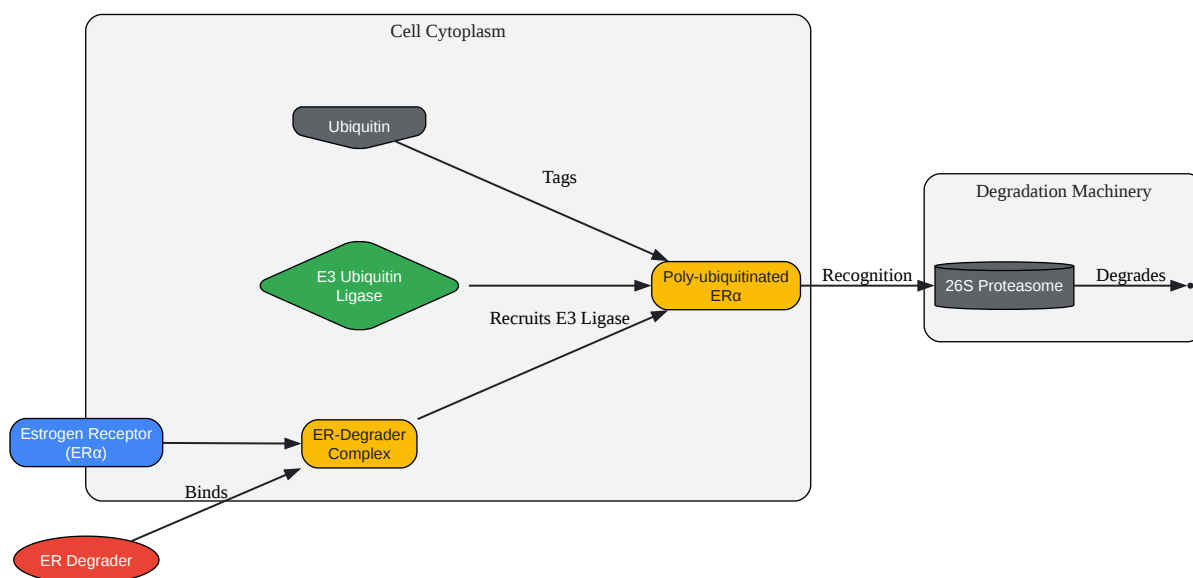 Cell Cytoplasm
Ubiquitin
Tags
Degradation Machinery
E3 Ubiquitin
Ligase
Poly-ubiquitinated
ERα
Recognition
26S Proteasome
Degrades
Recruits E3 Ligase
Estrogen Receptor
(ERα)
ER-Degrader
Complex
Binds
ER Degrader